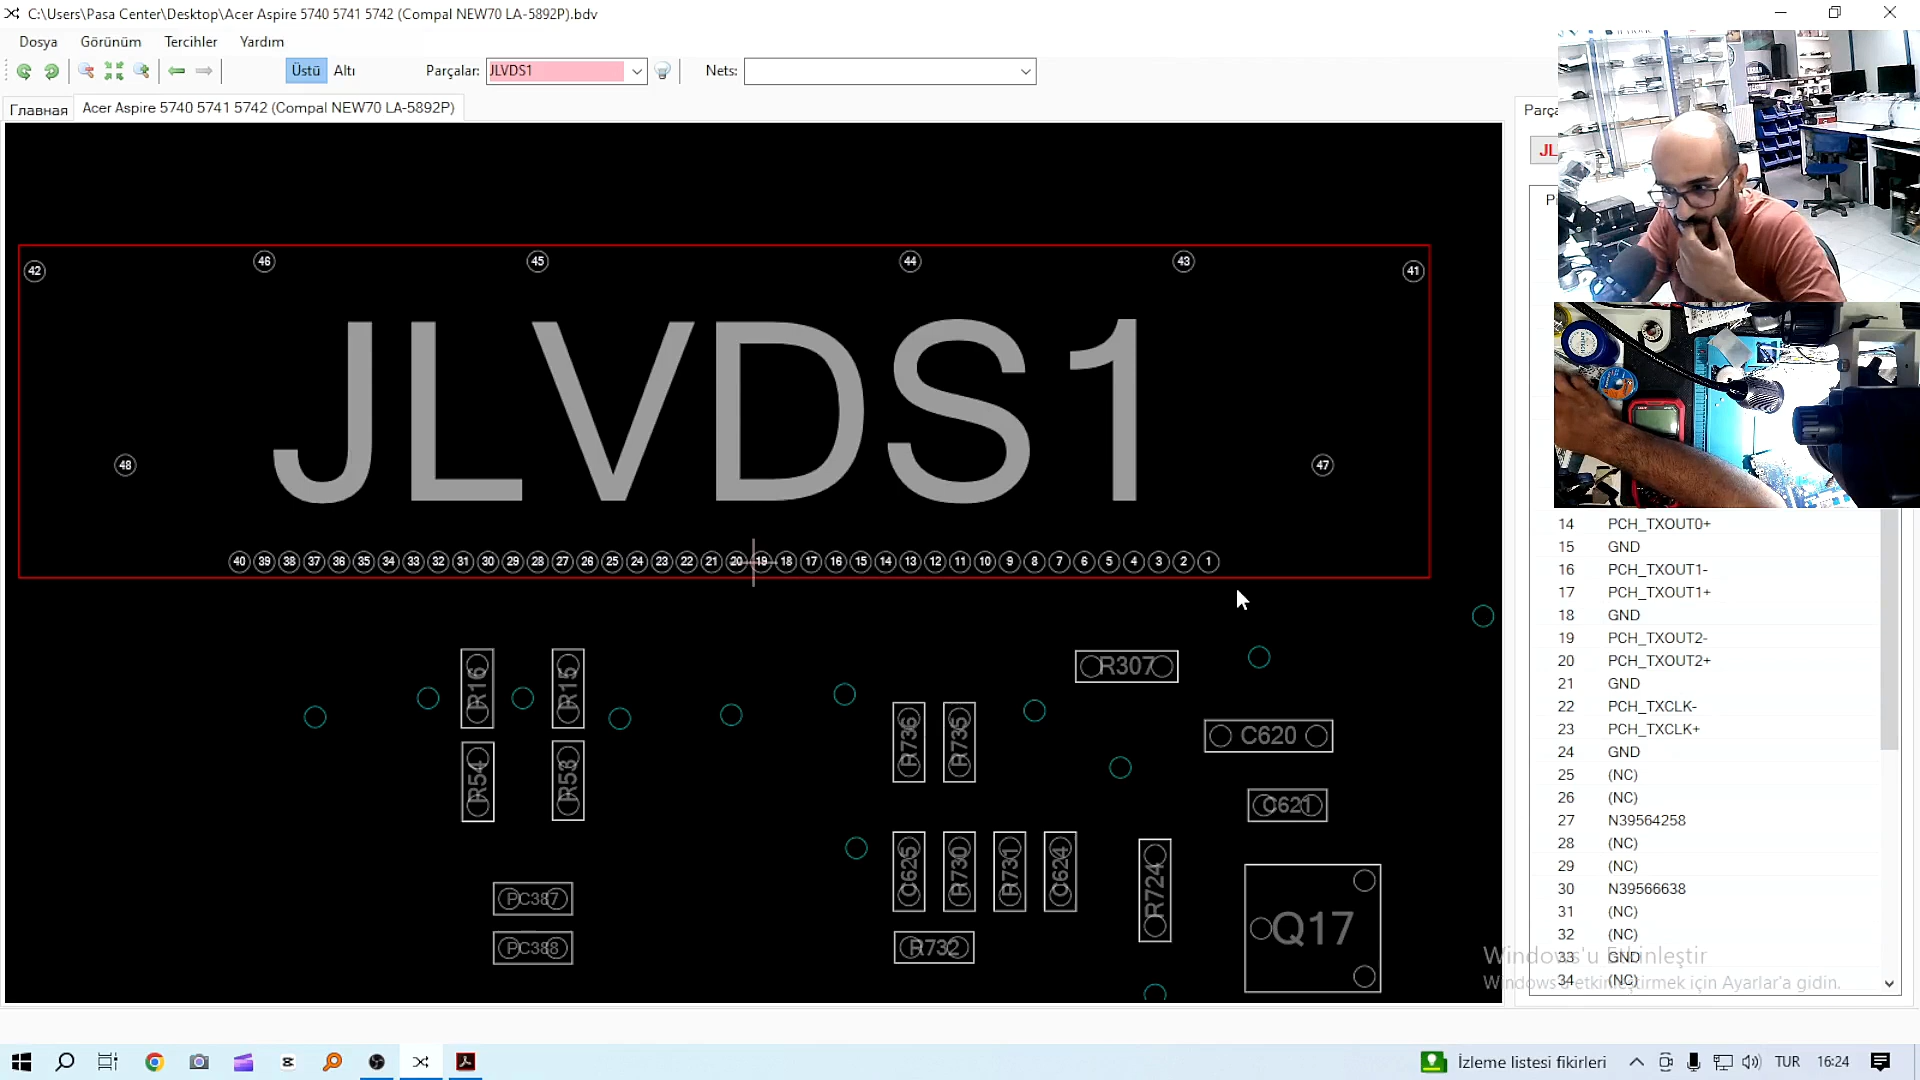 C:\Users\Pasa Center\Desktop\Acer Aspire 5740 5741 5742 (Compal NEW70 LA-5892P).bdv
Dosya Görünüm Tercihler Yardım
Üstü Altı Parçalar: JLVDS1 Nets:
Главная Acer Aspire 5740 5741 5742 (Compal NEW70 LA-5892P)
Parça
JL
P
42 46 45 44 43 41
JLVDS1
48 47
40 39 38 37 36 35 34 33 32 31 30 29 28 27 26 25 24 23 22 21 20 19 18 17 16 15 14 13 12 11 10 9 8 7 6 5 4 3 2 1
R16 R15 R307
R736 R735 C620
R54 R53 C621
C625 R730 R731 C624 R724
PC387 Q17
PC388 R732
14 PCH_TXOUT0+
15 GND
16 PCH_TXOUT1-
17 PCH_TXOUT1+
18 GND
19 PCH_TXOUT2-
20 PCH_TXOUT2+
21 GND
22 PCH_TXCLK-
23 PCH_TXCLK+
24 GND
25 (NC)
26 (NC)
27 N39564258
28 (NC)
29 (NC)
30 N39566638
31 (NC)
32 (NC)
33 GND
34 (NC)
Windows'u Etkinleştir
Windows'u etkinleştirmek için Ayarlar'a gidin.
İzleme listesi fikirleri TUR 16:24